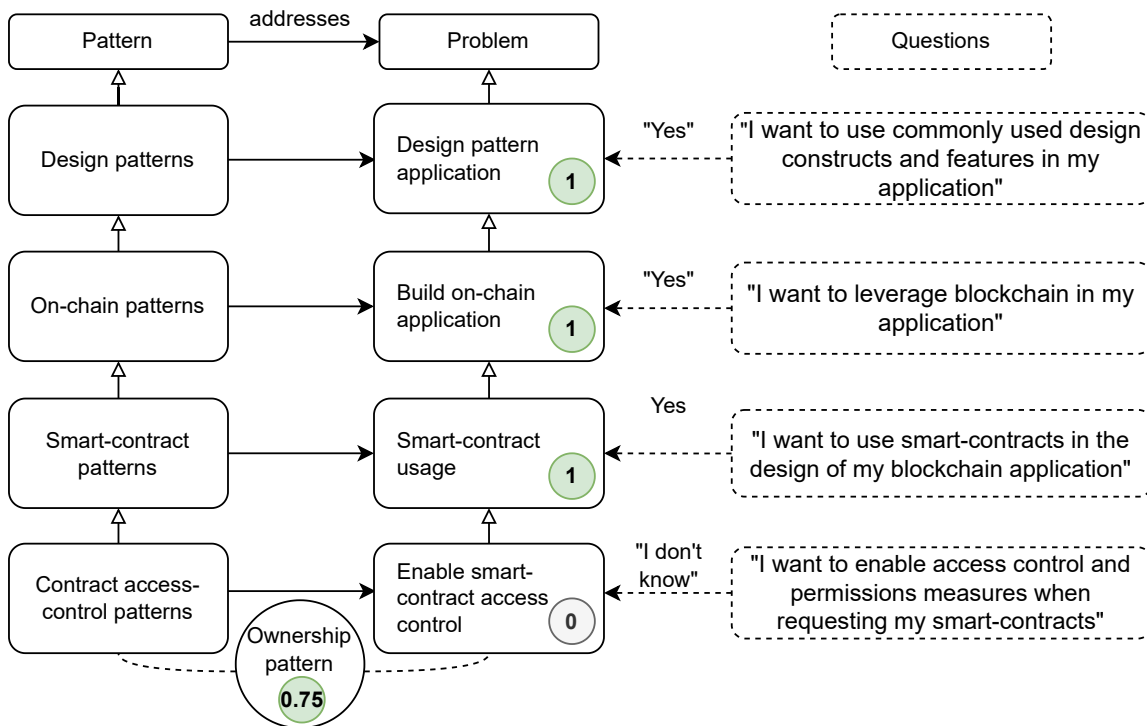 addresses
Pattern
Problem
Questions
Design patterns
Design pattern
application
1
"Yes"
"I want to use commonly used design
constructs and features in my
application"
On-chain patterns
Build on-chain
application
1
"Yes"
"I want to leverage blockchain in my
application"
Smart-contract
patterns
Smart-contract
usage
1
Yes
"I want to use smart-contracts in the
design of my blockchain application"
Contract access-
control patterns
Enable smart-
contract access
control
0
"I don't
know"
"I want to enable access control and
permissions measures when
requesting my smart-contracts"
Ownership
pattern
0.75